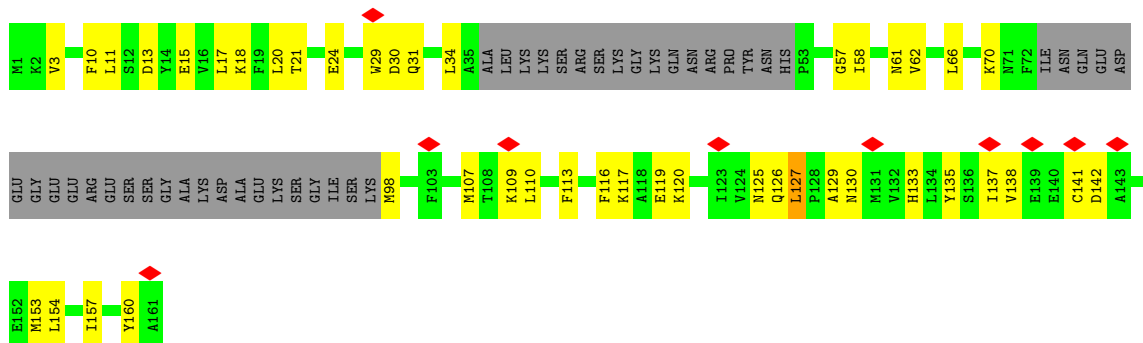 M1 K2 V3 F10 L11 S12 D13 Y14 E15 V16 L17 K18 F19 L20 T21 E24 W29 D30 Q31 L34 A35 ALA LEU LYS LYS SER ARG SER LYS GLY LYS GLN ASN ARG PRO TYR ASN HIS P53 G57 I58 N61 V62 L66 K70 N71 F72 ILE ASN GLN GLU GLU ASP
GLU GLY GLU GLU ARG GLU SER SER GLY ALA LYS ASP ALA GLU LYS SER GLY ILE SER LYS M98 F103 M107 T108 K109 L110 F113 F116 K117 A118 E119 K120 I123 V124 N125 Q126 L127 P128 A129 N130 M131 V132 H133 L134 Y135 S136 I137 V138 E139 E140 C141 D142 A143
E152 M153 L154 I157 Y160 A161